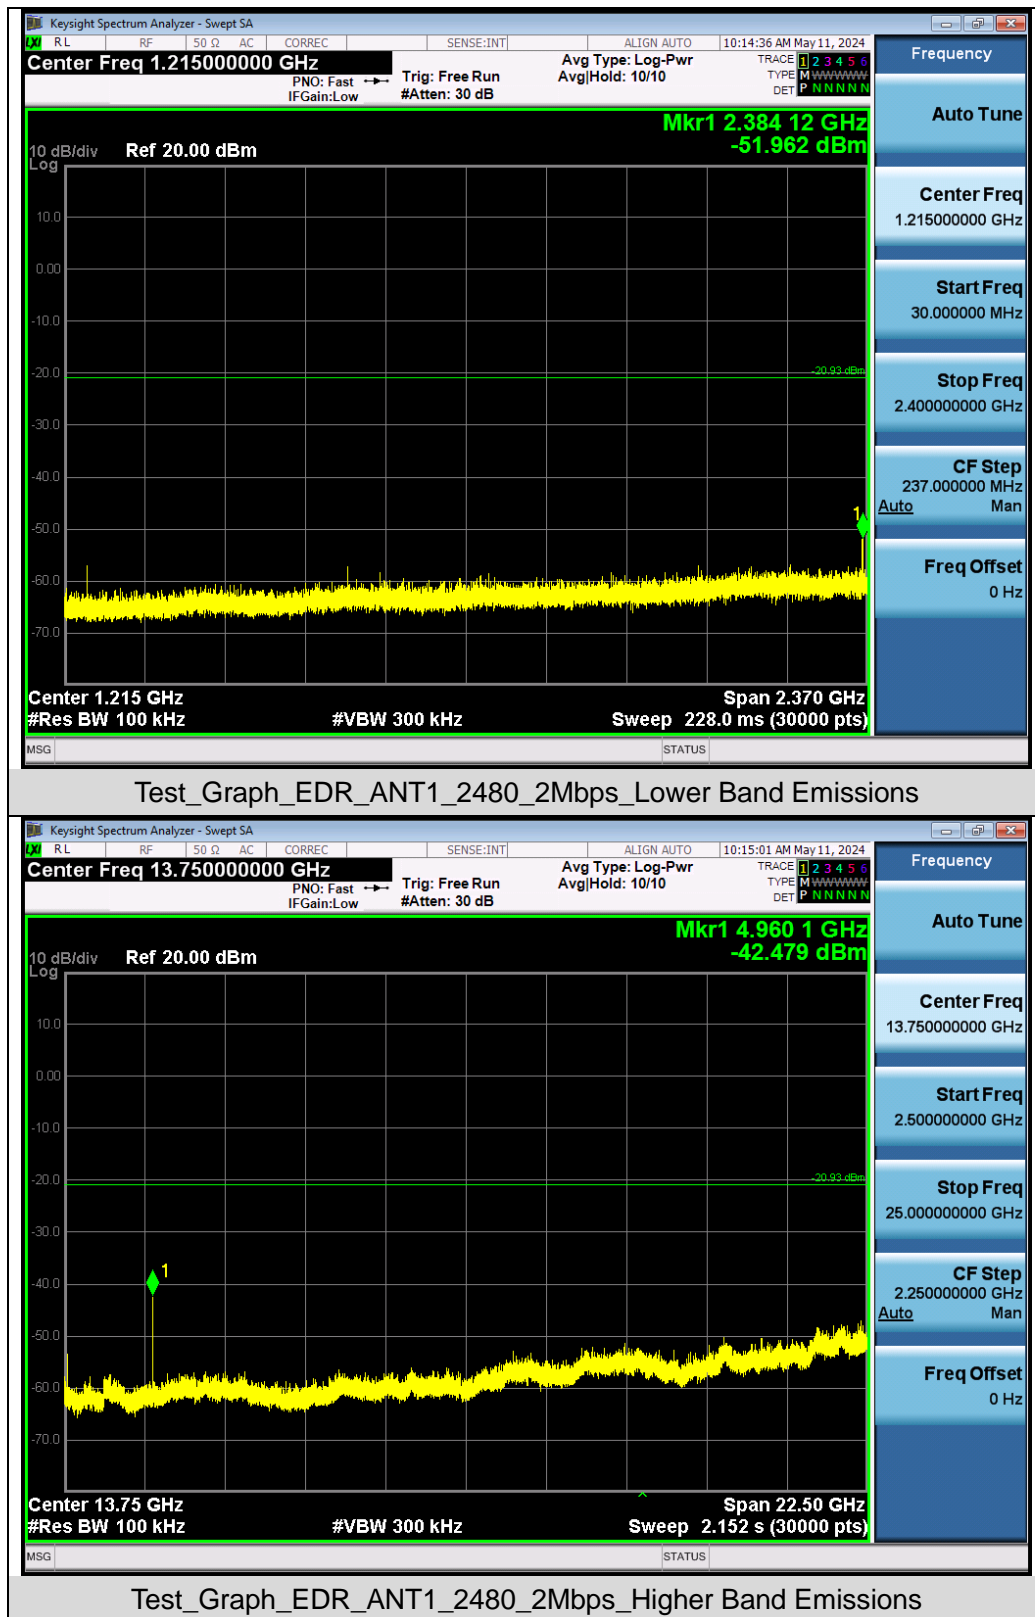 Keysight Spectrum Analyzer - Swept SA
LXI RL RF 50 Ω AC CORREC SENSE:INT ALIGN AUTO 10:14:36 AM May 11, 2024
Center Freq 1.215000000 GHz
PNO: Fast
IFGain:Low
Trig: Free Run
#Atten: 30 dB
Avg Type: Log-Pwr
Avg|Hold: 10/10
TRACE 1 2 3 4 5 6
TYPE M WWWWW
DET P N N N N N
Mkr1 2.384 12 GHz
-51.962 dBm
10 dB/div Ref 20.00 dBm
Log
10.0
0.00
-10.0
-20.0
-20.93 dBm
-30.0
-40.0
1
-50.0
-60.0
-70.0
Center 1.215 GHz Span 2.370 GHz
#Res BW 100 kHz #VBW 300 kHz Sweep 228.0 ms (30000 pts)
MSG STATUS
Frequency
Auto Tune
Center Freq
1.215000000 GHz
Start Freq
30.000000 MHz
Stop Freq
2.400000000 GHz
CF Step
237.000000 MHz
Auto Man
Freq Offset
0 Hz
Test_Graph_EDR_ANT1_2480_2Mbps_Lower Band Emissions
Keysight Spectrum Analyzer - Swept SA
LXI RL RF 50 Ω AC CORREC SENSE:INT ALIGN AUTO 10:15:01 AM May 11, 2024
Center Freq 13.750000000 GHz
PNO: Fast
IFGain:Low
Trig: Free Run
#Atten: 30 dB
Avg Type: Log-Pwr
Avg|Hold: 10/10
TRACE 1 2 3 4 5 6
TYPE M WWWWW
DET P N N N N N
Mkr1 4.960 1 GHz
-42.479 dBm
10 dB/div Ref 20.00 dBm
Log
10.0
0.00
-10.0
-20.0
-20.93 dBm
-30.0
1
-40.0
-50.0
-60.0
-70.0
Center 13.75 GHz Span 22.50 GHz
#Res BW 100 kHz #VBW 300 kHz Sweep 2.152 s (30000 pts)
MSG STATUS
Frequency
Auto Tune
Center Freq
13.750000000 GHz
Start Freq
2.500000000 GHz
Stop Freq
25.000000000 GHz
CF Step
2.250000000 GHz
Auto Man
Freq Offset
0 Hz
Test_Graph_EDR_ANT1_2480_2Mbps_Higher Band Emissions